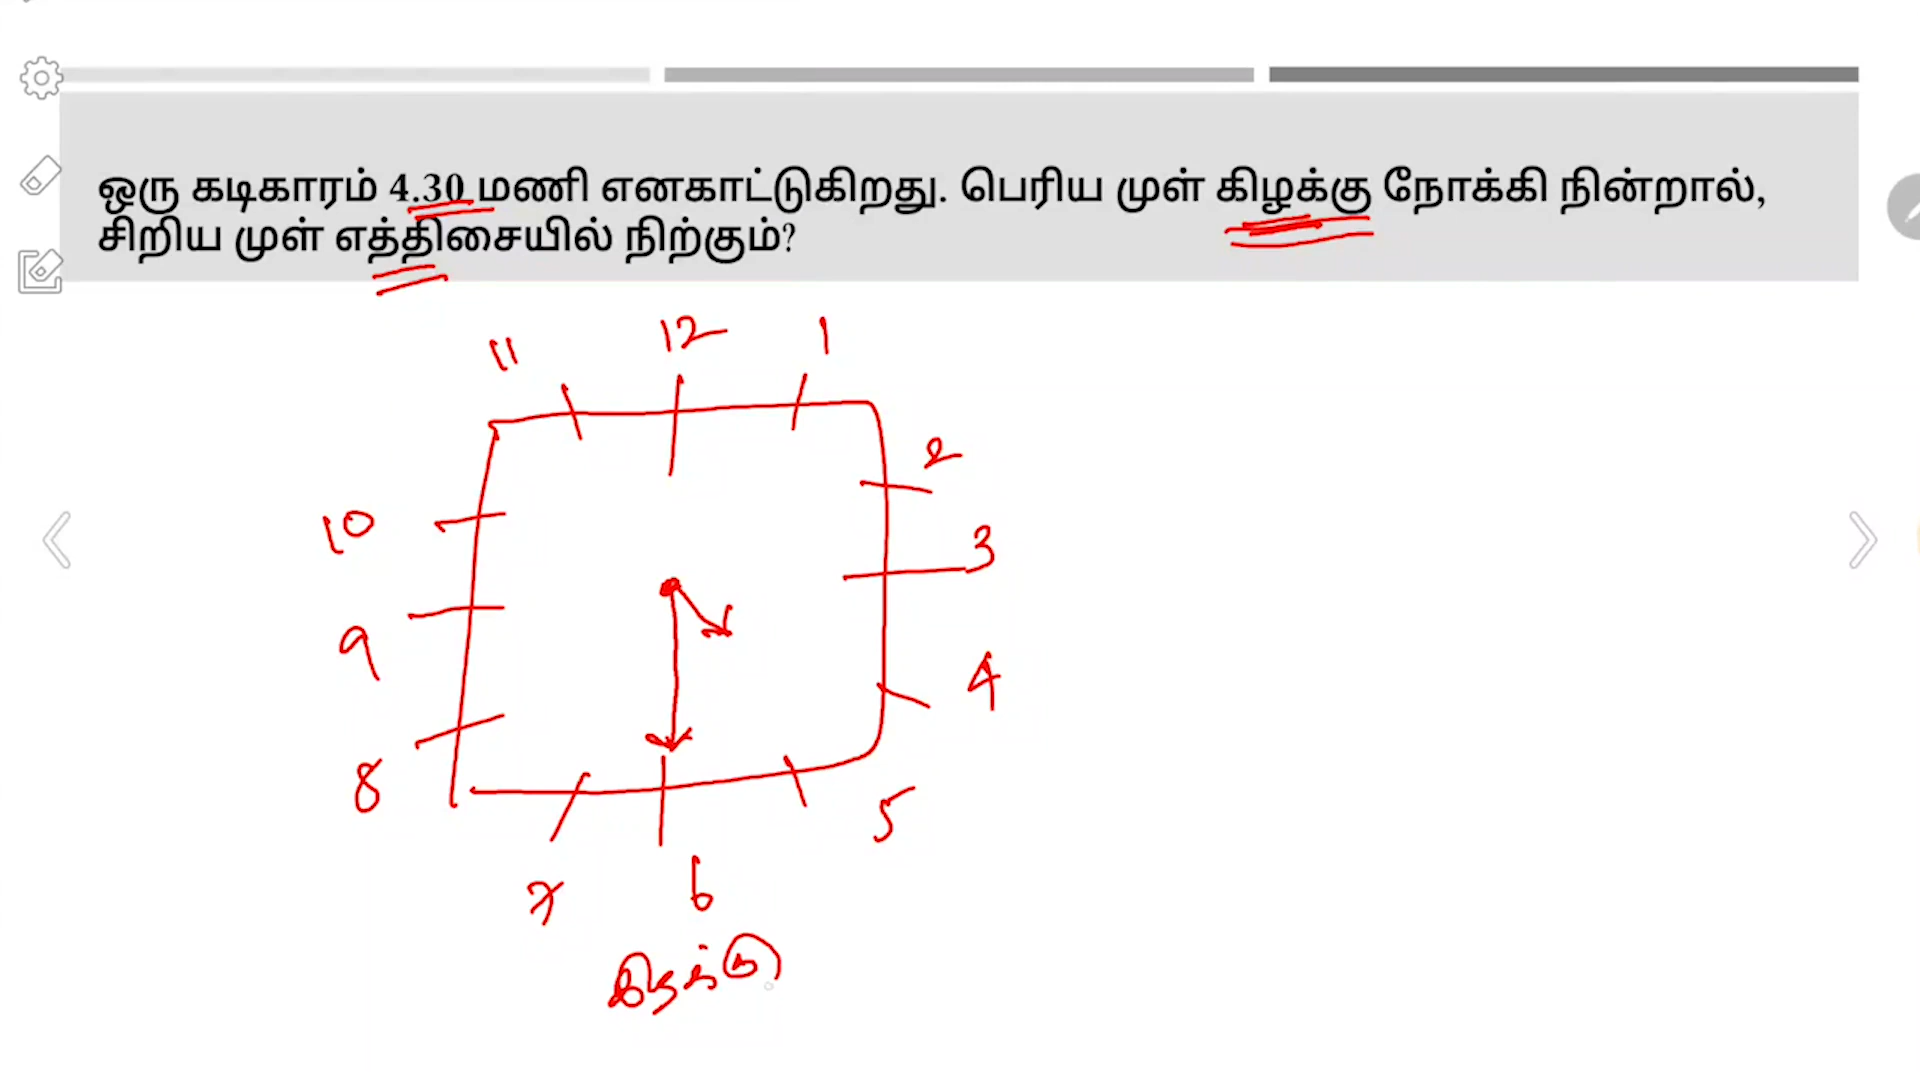 ஒரு கடிகாரம் 4.30 மணி எனகாட்டுகிறது. பெரிய முள் கிழக்கு நோக்கி நின்றால்,
சிறிய முள் எத்திசையில் நிற்கும்?
11 12 1
2
10 3
9 4
8 5
7 6
கிழக்கு